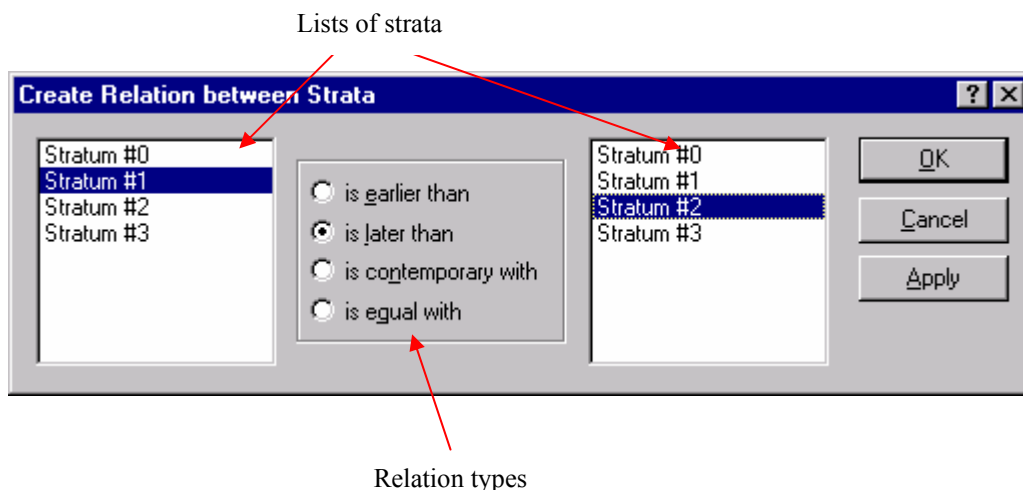 Lists of strata
Create Relation between Strata
Stratum #0
Stratum #1
Stratum #2
Stratum #3
is earlier than
is later than
is contemporary with
is egual with
Stratum #0
Stratum #1
Stratum #2
Stratum #3
OK
Cancel
Apply
Relation types